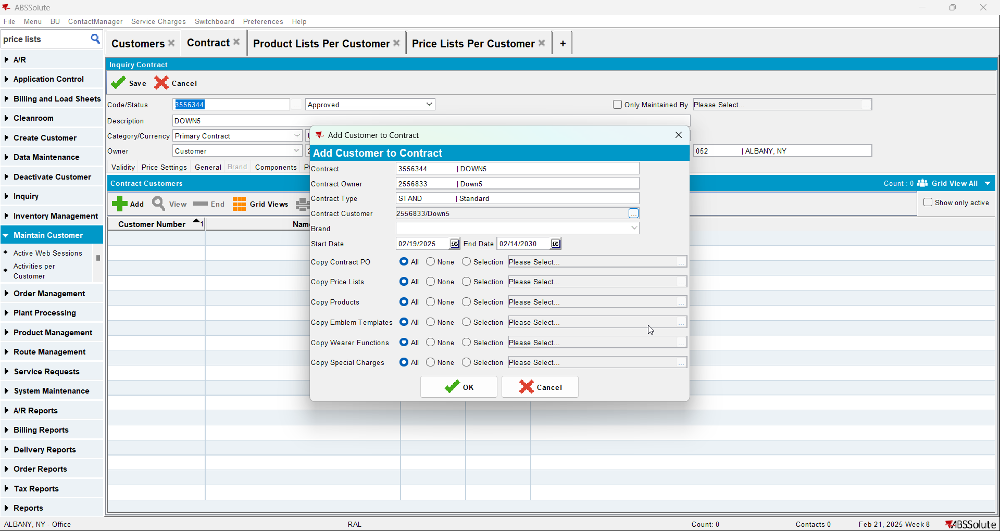 ABSSolute
File Menu BU ContactManager Service Charges Switchboard Preferences Help
price lists
Customers Contract Product Lists Per Customer Price Lists Per Customer +
A/R
Application Control
Billing and Load Sheets
Cleanroom
Create Customer
Data Maintenance
Deactivate Customer
Inquiry
Inventory Management
Maintain Customer
Active Web Sessions
Activities per
Customer
Order Management
Plant Processing
Product Management
Route Management
Service Requests
System Maintenance
A/R Reports
Billing Reports
Delivery Reports
Order Reports
Tax Reports
Reports
Inquiry Contract
Save Cancel
Code/Status 3556344 ... Approved Only Maintained By Please Select... ...
Description DOWN5
Category/Currency Primary Contract
Owner Customer 2 052 | ALBANY, NY
Validity Price Settings General Brand Components
Contract Customers Count : 0 Grid View All
Add View End Grid Views Show only active
Customer Number 1 Nam
Add Customer to Contract
Add Customer to Contract
Contract 3556344 | DOWN5
Contract Owner 2556833 | Down5
Contract Type STAND | Standard
Contract Customer 2556833/Down5 ...
Brand
Start Date 02/19/2025 16 End Date 02/14/2030 16
Copy Contract PO All None Selection Please Select... ...
Copy Price Lists All None Selection Please Select... ...
Copy Products All None Selection Please Select... ...
Copy Emblem Templates All None Selection Please Select... ...
Copy Wearer Functions All None Selection Please Select... ...
Copy Special Charges All None Selection Please Select... ...
OK Cancel
ALBANY, NY - Office RAL Count: 0 Contacts 0 Feb 21, 2025 Week 8 ABSSolute